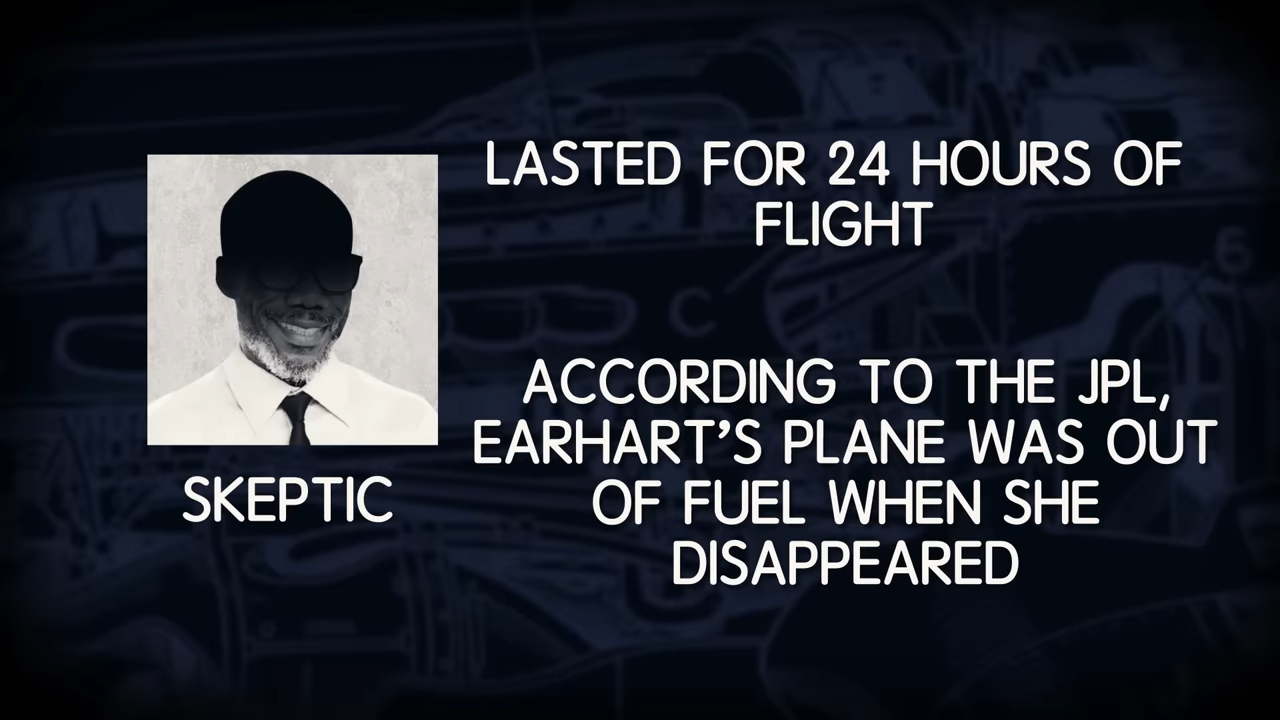 LASTED FOR 24 HOURS OF
FLIGHT
ACCORDING TO THE JPL,
EARHART’S PLANE WAS OUT
OF FUEL WHEN SHE
DISAPPEARED
SKEPTIC
C
6